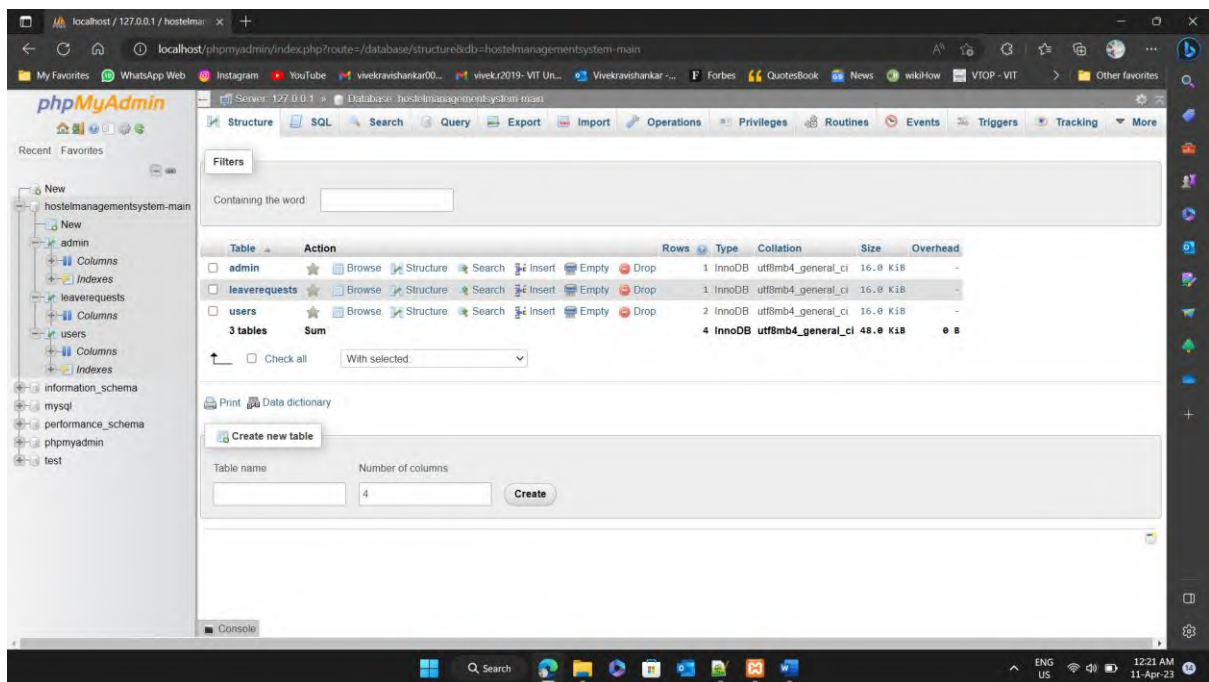 localhost / 127.0.0.1 / hostelmar
localhost/phpmyadmin/index.php?route=/database/structure&db=hostelmanagementsystem-main
My Favorites WhatsApp Web Instagram YouTube vivekravishankar00... vivek.r2019- VIT Un... Vivekravishankar -... Forbes QuotesBook News wikiHow VTOP - VIT Other favorites
phpMyAdmin
Recent Favorites
New
hostelmanagementsystem-main
New
admin
Columns
Indexes
leaverequests
Columns
users
Columns
Indexes
information_schema
mysql
performance_schema
phpmyadmin
test
Server: 127.0.0.1 » Database: hostelmanagementsystem-main
Structure SQL Search Query Export Import Operations Privileges Routines Events Triggers Tracking More
Filters
Containing the word:
Table Action Rows Type Collation Size Overhead
admin Browse Structure Search Insert Empty Drop 1 InnoDB utf8mb4_general_ci 16.0 KiB -
leaverequests Browse Structure Search Insert Empty Drop 1 InnoDB utf8mb4_general_ci 16.0 KiB -
users Browse Structure Search Insert Empty Drop 2 InnoDB utf8mb4_general_ci 16.0 KiB -
3 tables Sum 4 InnoDB utf8mb4_general_ci 48.0 KiB 0 B
Check all With selected:
Print Data dictionary
Create new table
Table name Number of columns
4 Create
Console
Search
ENG US 12:21 AM 11-Apr-23 14